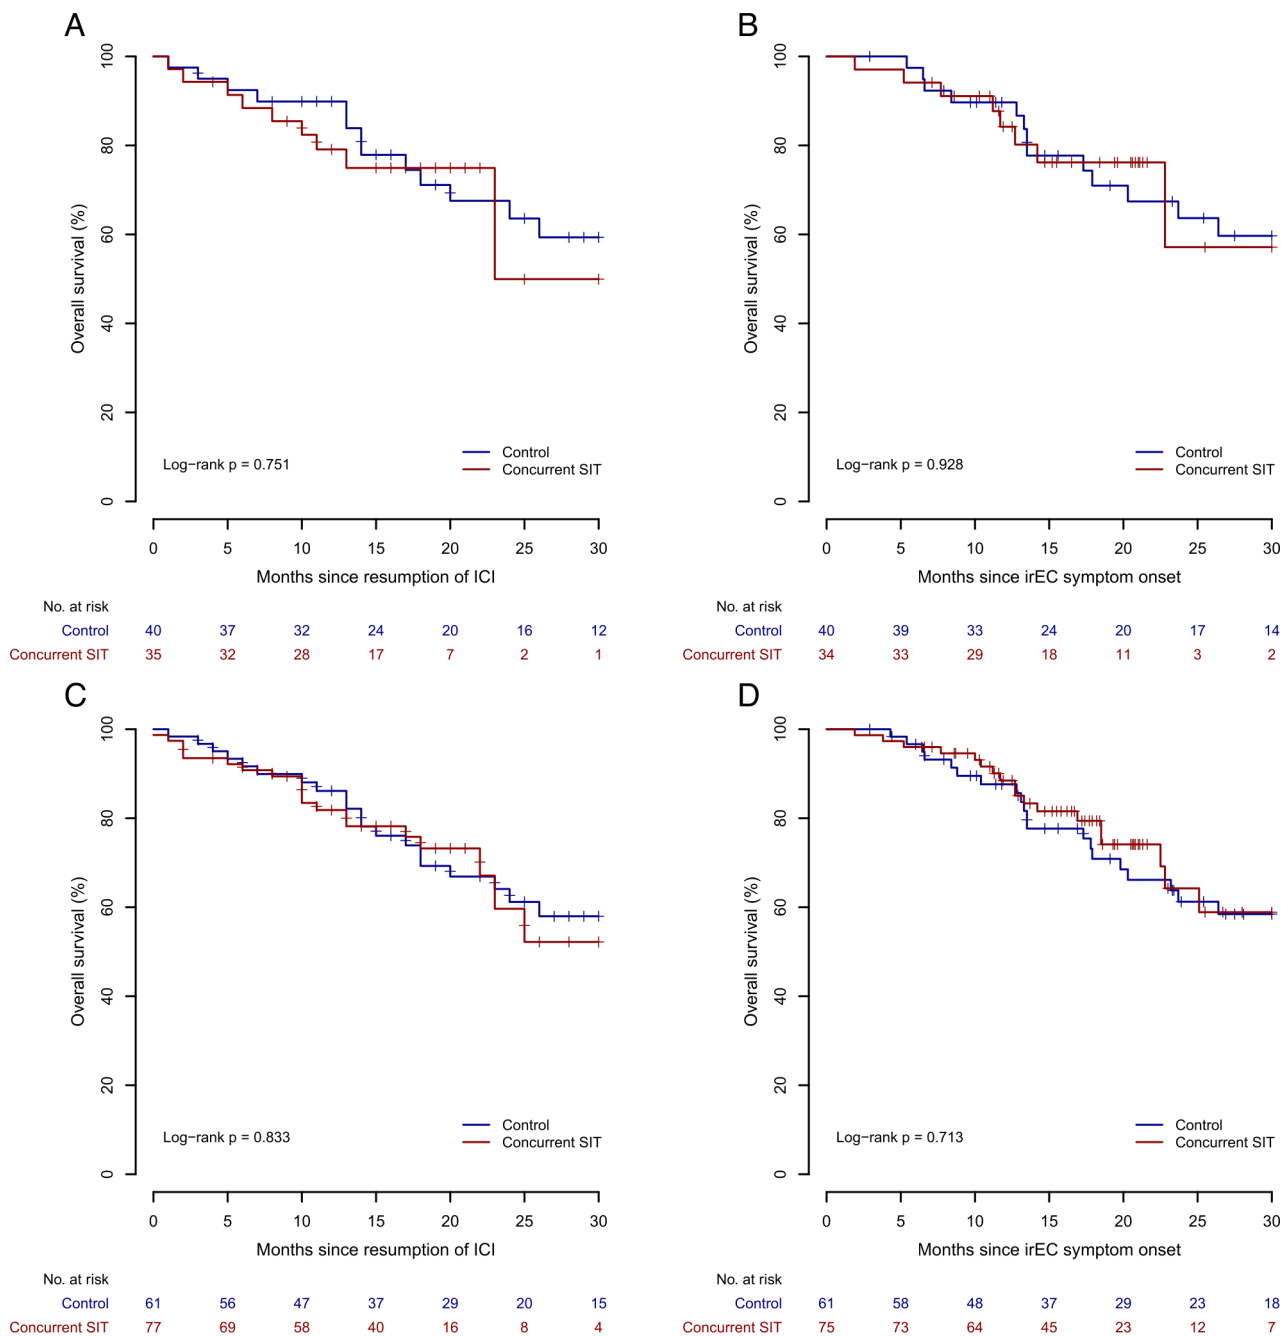 A
Overall survival (%)
100
80
60
40
20
0
Log−rank p = 0.751
Control
Concurrent SIT
0 5 10 15 20 25 30
Months since resumption of ICI
No. at risk
Control 40 37 32 24 20 16 12
Concurrent SIT 35 32 28 17 7 2 1
B
Overall survival (%)
100
80
60
40
20
0
Log−rank p = 0.928
Control
Concurrent SIT
0 5 10 15 20 25 30
Months since irEC symptom onset
No. at risk
Control 40 39 33 24 20 17 14
Concurrent SIT 34 33 29 18 11 3 2
C
Overall survival (%)
100
80
60
40
20
0
Log−rank p = 0.833
Control
Concurrent SIT
0 5 10 15 20 25 30
Months since resumption of ICI
No. at risk
Control 61 56 47 37 29 20 15
Concurrent SIT 77 69 58 40 16 8 4
D
Overall survival (%)
100
80
60
40
20
0
Log−rank p = 0.713
Control
Concurrent SIT
0 5 10 15 20 25 30
Months since irEC symptom onset
No. at risk
Control 61 58 48 37 29 23 18
Concurrent SIT 75 73 64 45 23 12 7